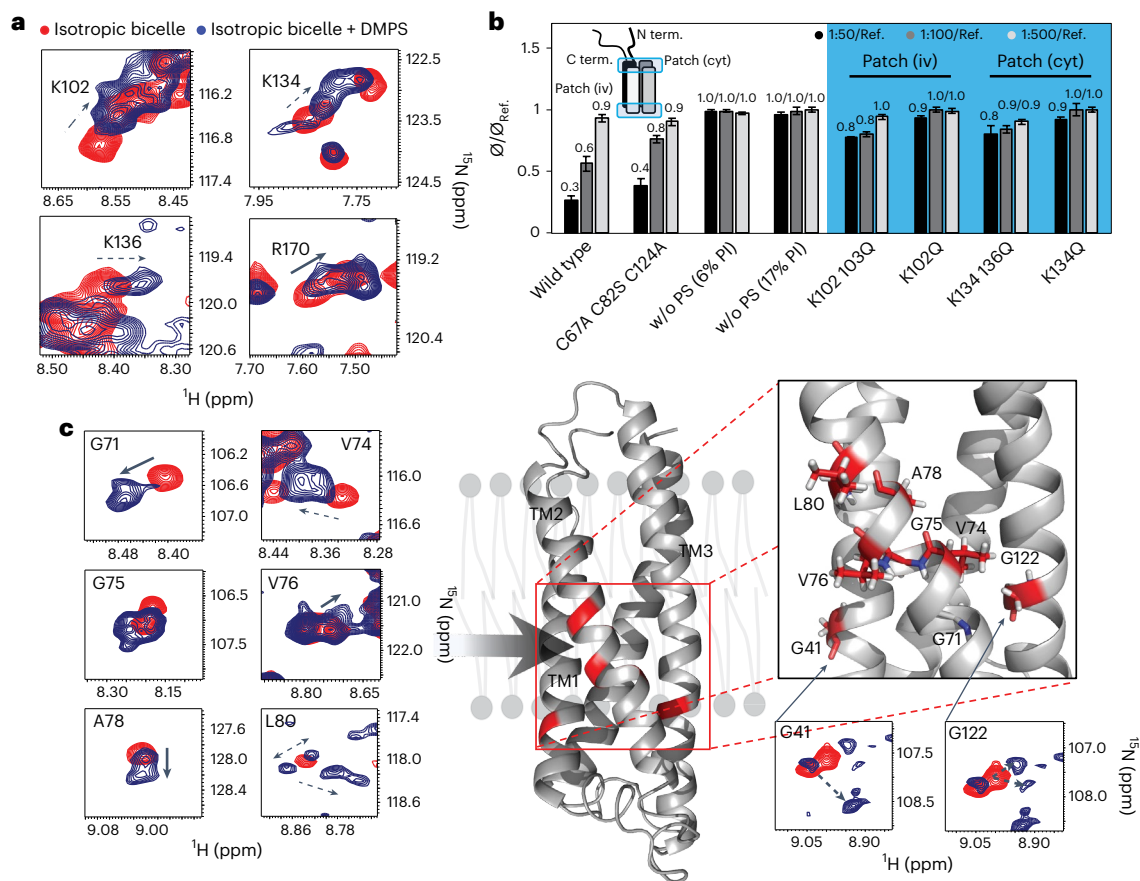 a
Isotropic bicelle
Isotropic bicelle + DMPS
K102
116.2
116.8
117.4
8.65 8.55 8.45
K134
122.5
123.5
124.5
7.95 7.75
15N (ppm)
K136
119.4
120.0
120.6
8.50 8.40 8.30
R170
119.2
120.4
7.70 7.60 7.50
1H (ppm)
b
Ø/ØRef.
1.5
1
0.5
0
N term.
C term.
Patch (cyt)
Patch (iv)
1:50/Ref. 1:100/Ref. 1:500/Ref.
Patch (iv) Patch (cyt)
0.3 0.6 0.9
0.4 0.8 0.9
1.0/1.0/1.0
1.0/1.0/1.0
0.8 0.8 1.0
0.9 1.0/1.0
0.8 0.9/0.9
0.9 1.0/1.0
Wild type
C67A C82S C124A
w/o PS (6% PI)
w/o PS (17% PI)
K102 103Q
K102Q
K134 136Q
K134Q
c
G71
106.2
106.6
107.0
8.48 8.40
V74
116.0
116.6
8.44 8.36 8.28
G75
106.5
107.5
8.30 8.15
V76
121.0
122.0
8.80 8.65
15N (ppm)
A78
127.6
128.0
128.4
9.08 9.00
L80
117.4
118.0
118.6
8.86 8.78
1H (ppm)
TM2
TM3
TM1
A78
L80
G75
V74
G122
V76
G71
G41
G41
107.5
108.5
9.05 8.90
G122
107.0
108.0
9.05 8.90
15N (ppm)
1H (ppm)